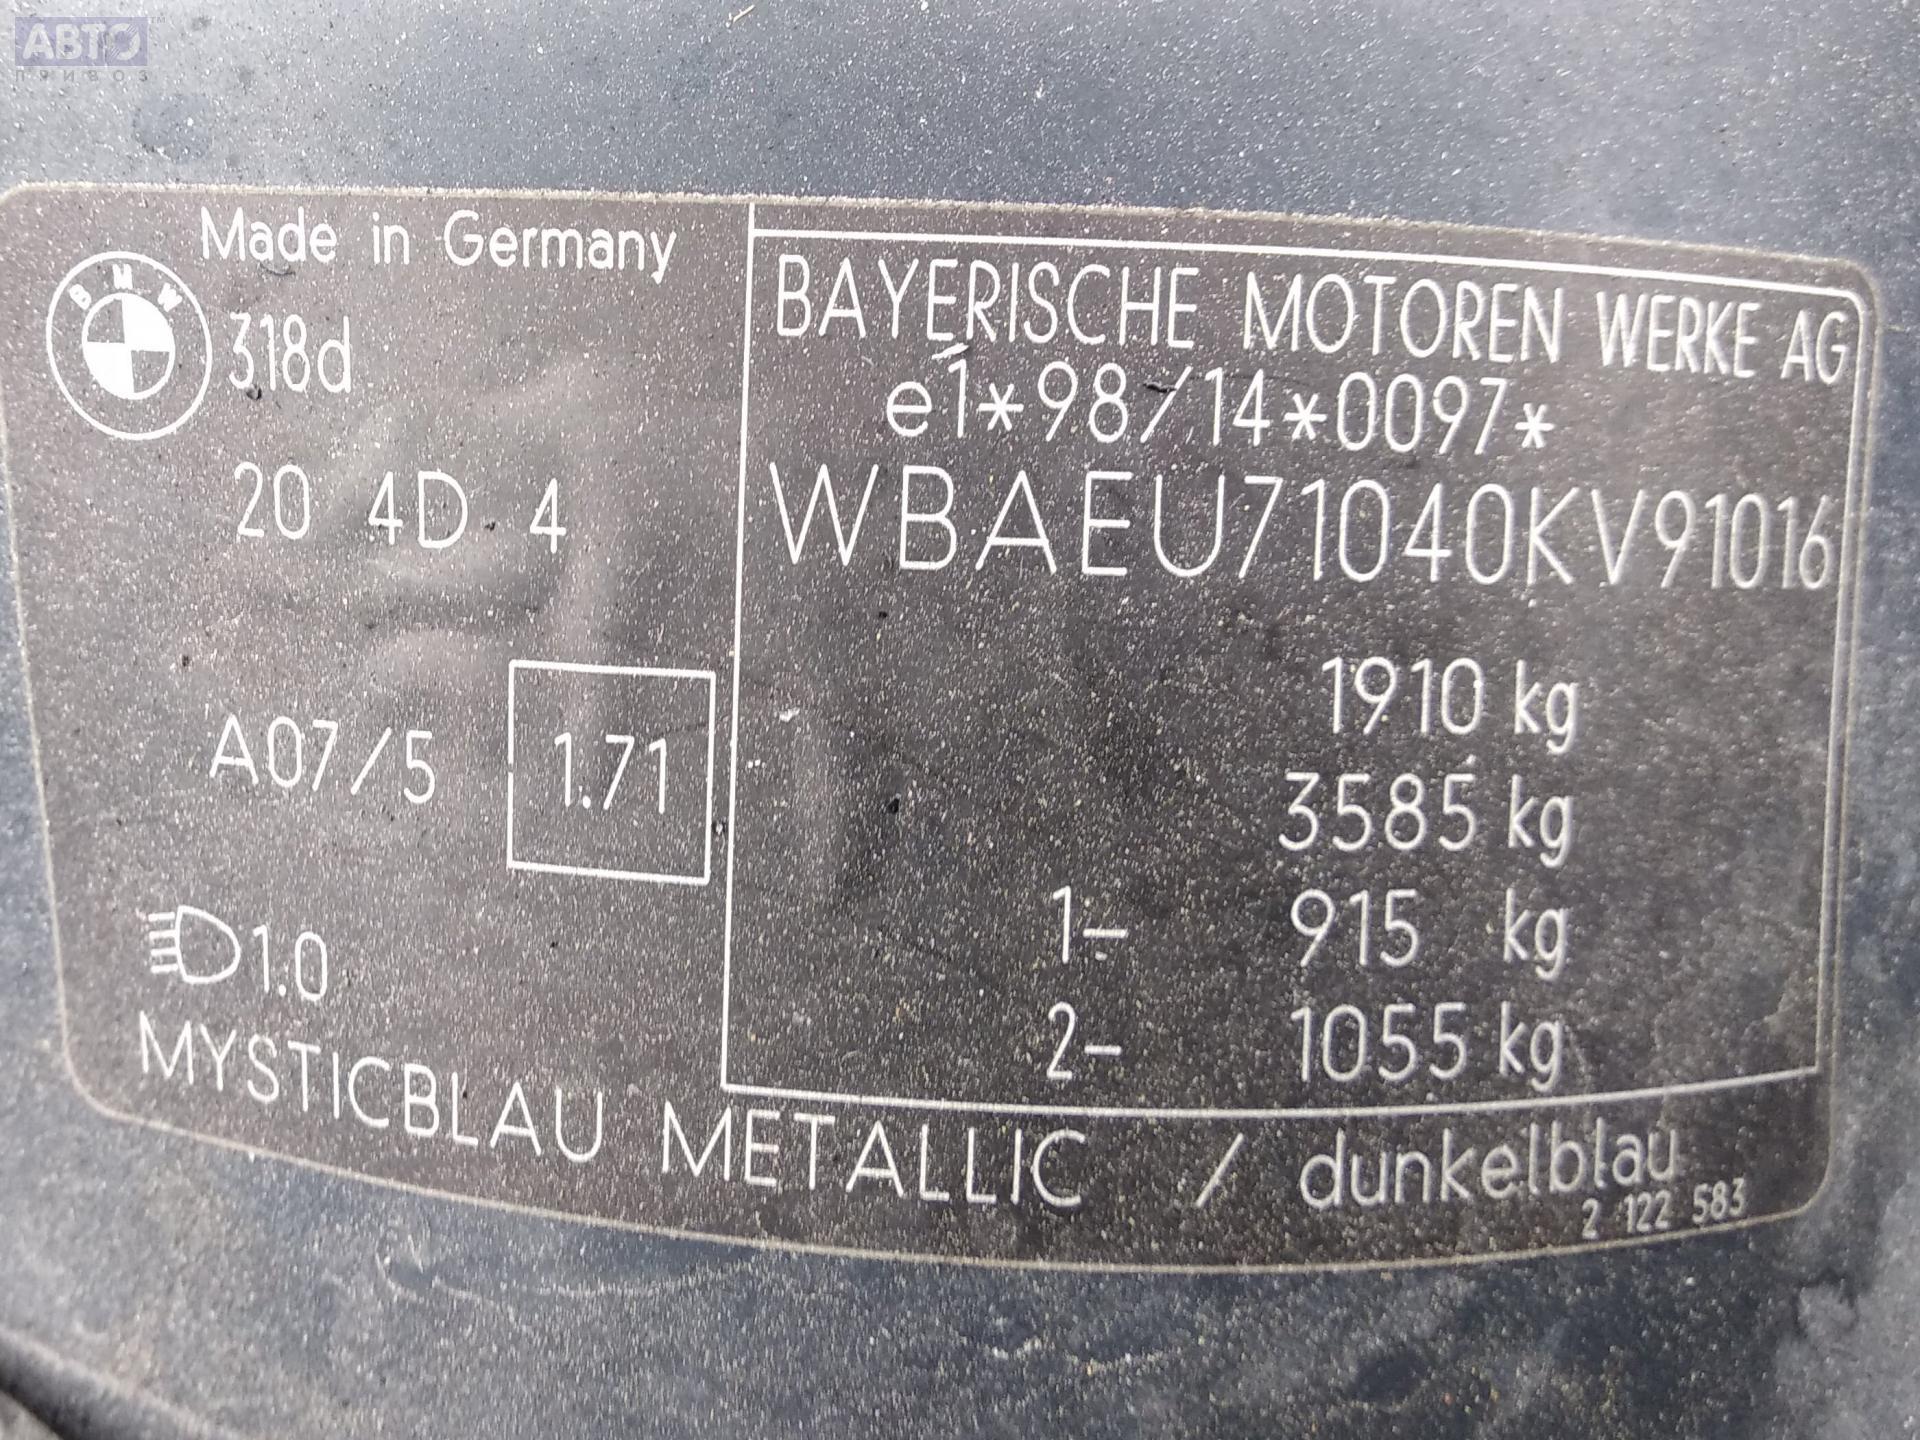 АВТО™
ПРИВОЗ
Made in Germany
BMW
318d
20 4D 4
A07/5 1.71
1.0
MYSTICBLAU METALLIC / dunkelblau
2 122 583
BAYERISCHE MOTOREN WERKE AG
e1*98/14*0097*
WBAEU71040KV91016
1910 kg
3585 kg
1- 915 kg
2- 1055 kg